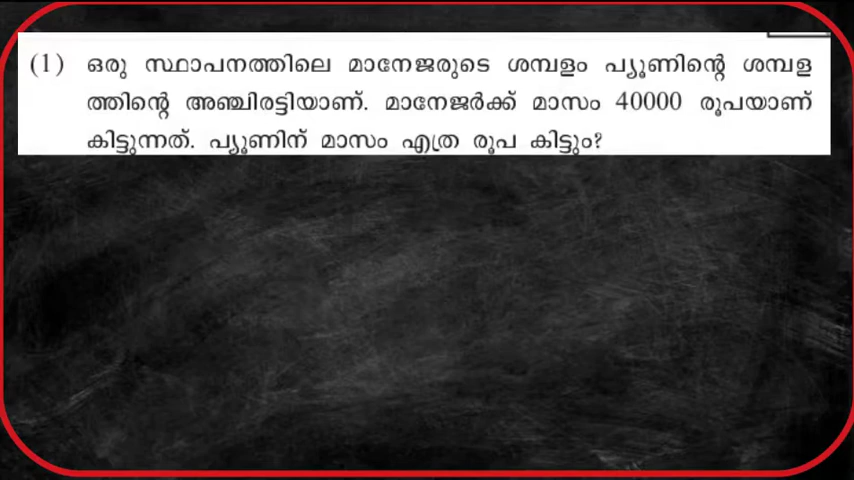 (1) ഒരു സ്ഥാപനത്തിലെ മാനേജരുടെ ശമ്പളം പ്യൂണിന്റെ ശമ്പള
ത്തിന്റെ അഞ്ചിരട്ടിയാണ്. മാനേജർക്ക് മാസം 40000 രൂപയാണ്
കിട്ടുന്നത്. പ്യൂണിന് മാസം എത്ര രൂപ കിട്ടും?